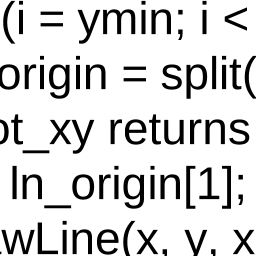 (i = ymin; i <
origin = split(
ot_xy returns
ln_origin[1];
wLine(x, y, x